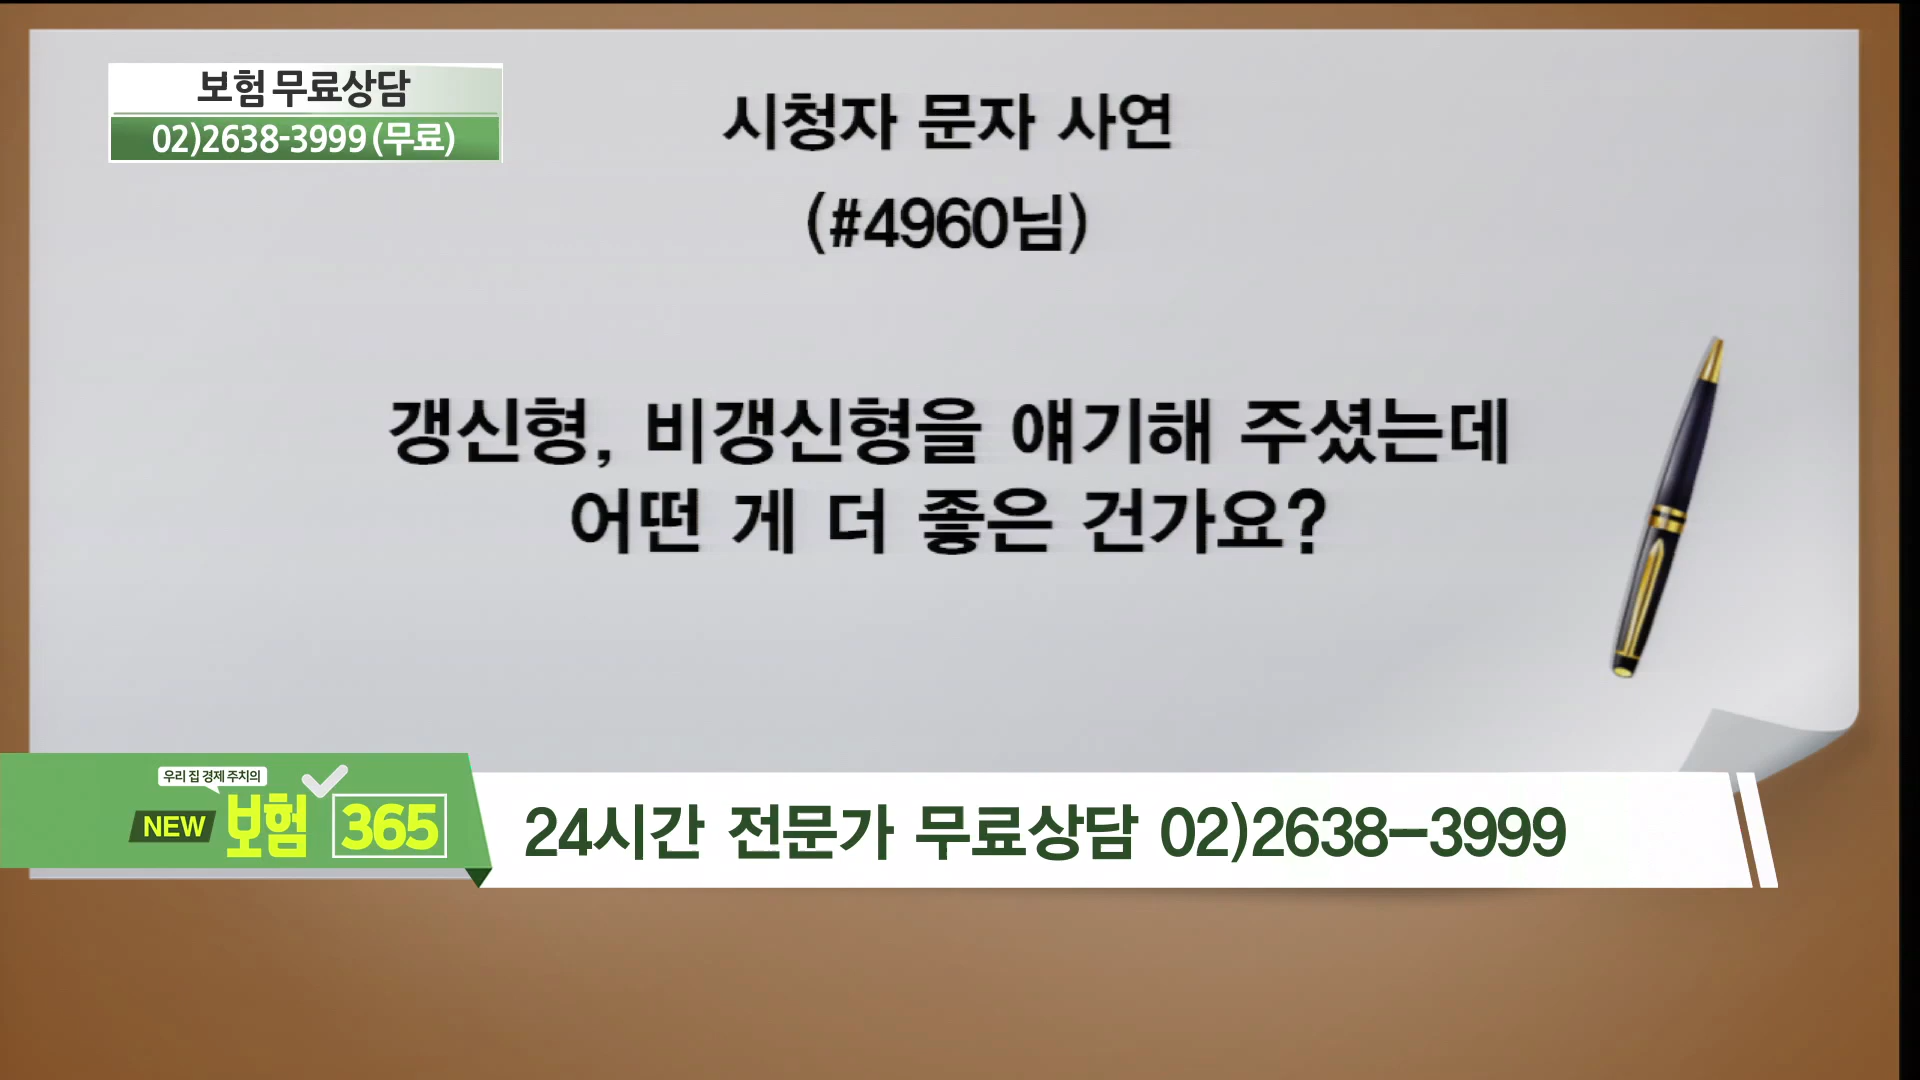 보험 무료상담
02)2638-3999 (무료)
시청자 문자 사연
(#4960님)
갱신형, 비갱신형을 얘기해 주셨는데
어떤 게 더 좋은 건가요?
우리 집 경제 주치의
NEW 보험 365
24시간 전문가 무료상담 02)2638-3999